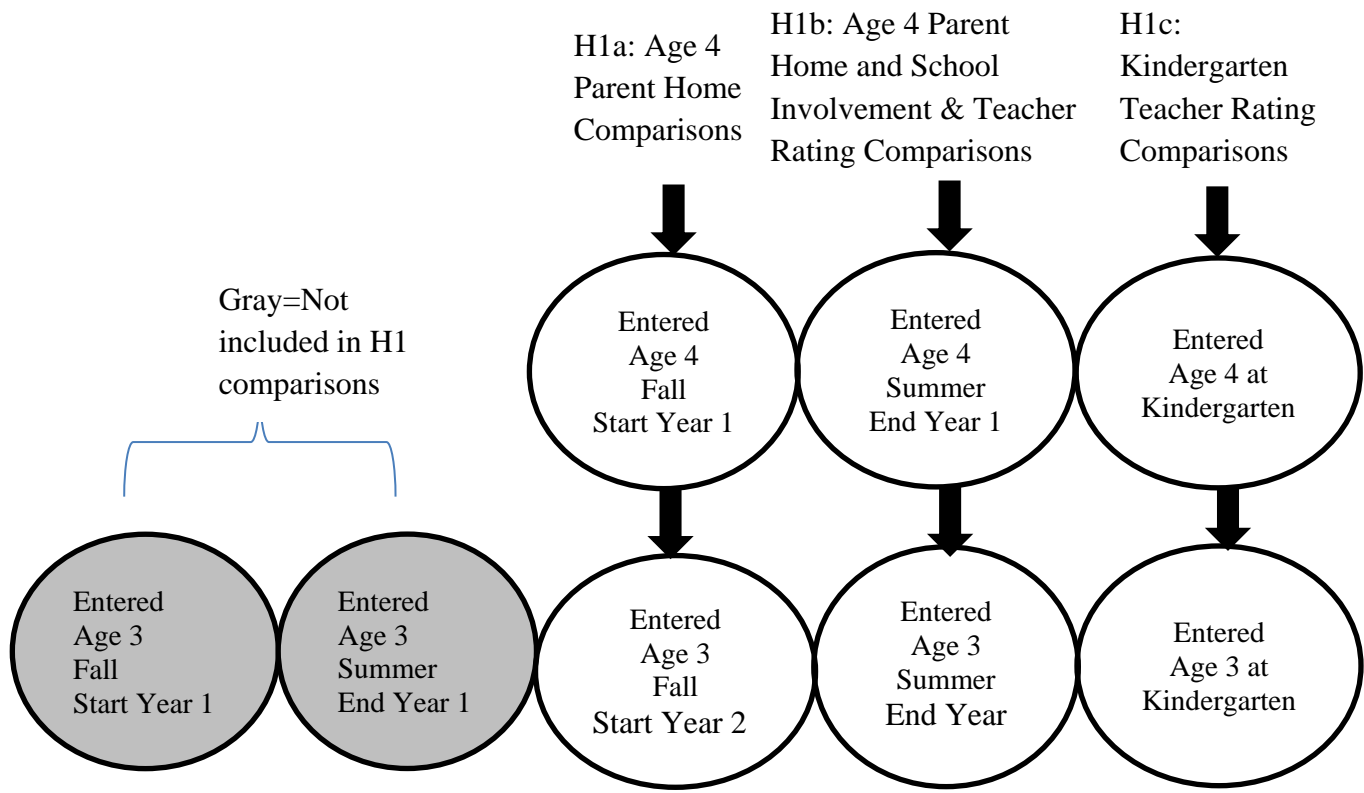 H1a: Age 4
Parent Home
Comparisons
H1b: Age 4 Parent
Home and School
Involvement & Teacher
Rating Comparisons
H1c:
Kindergarten
Teacher Rating
Comparisons
Gray=Not
included in H1
comparisons
Entered
Age 4
Fall
Start Year 1
Entered
Age 4
Summer
End Year 1
Entered
Age 4 at
Kindergarten
Entered
Age 3
Fall
Start Year 1
Entered
Age 3
Summer
End Year 1
Entered
Age 3
Fall
Start Year 2
Entered
Age 3
Summer
End Year
Entered
Age 3 at
Kindergarten